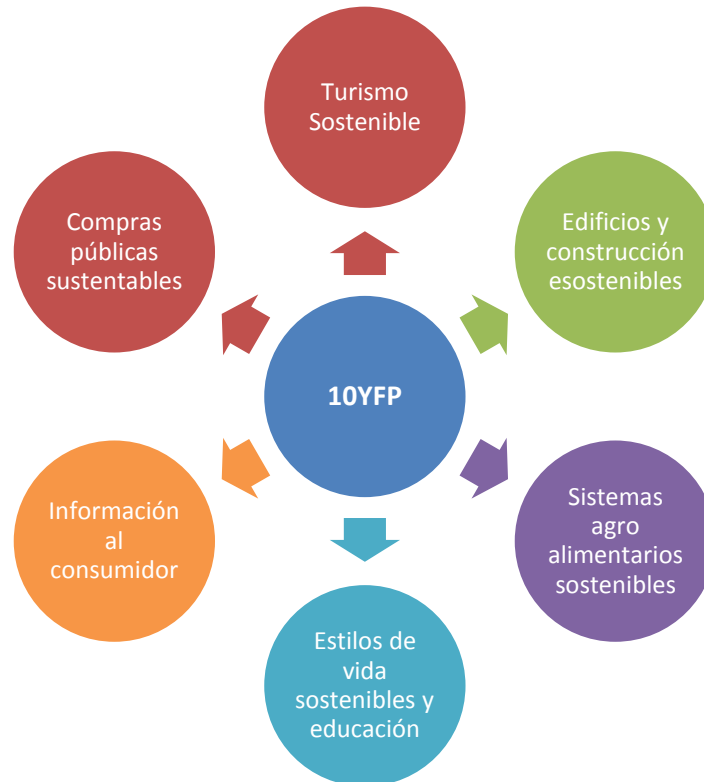 Turismo
Sostenible
Compras
públicas
sustentables
Edificios y
construcción
esostenibles
10YFP
Información
al
consumidor
Sistemas
agro
alimentarios
sostenibles
Estilos de
vida
sostenibles y
educación